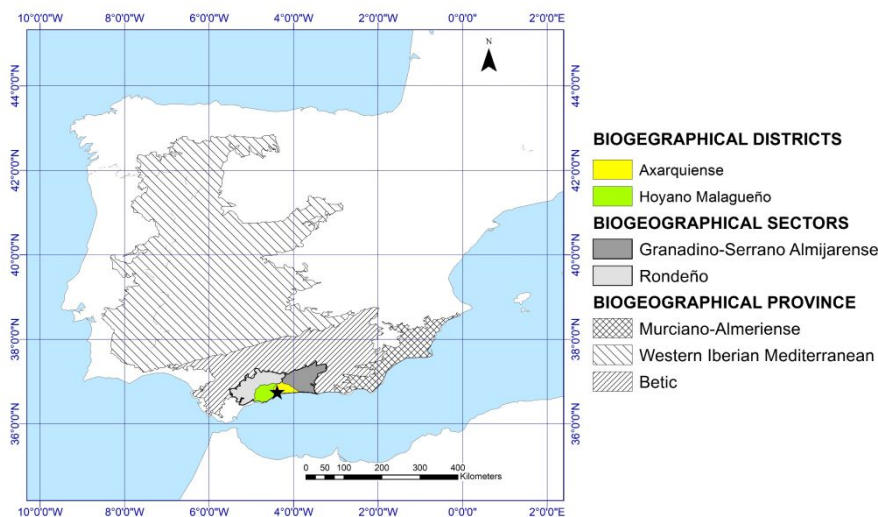 10°0'0"W 8°0'0"W 6°0'0"W 4°0'0"W 2°0'0"W 0°0'0" 2°0'0"E
N
44°0'0"N 44°0'0"N
42°0'0"N 42°0'0"N
40°0'0"N 40°0'0"N
38°0'0"N 38°0'0"N
36°0'0"N 36°0'0"N
0 50 100 200 300 400
Kilometers
10°0'0"W 8°0'0"W 6°0'0"W 4°0'0"W 2°0'0"W 0°0'0" 2°0'0"E
BIOGEGRAPHICAL DISTRICTS
Axarquiense
Hoyano Malagueño
BIOGEOGRAPHICAL SECTORS
Granadino-Serrano Almijarense
Rondeño
BIOGEOGRAPHICAL PROVINCE
Murciano-Almeriense
Western Iberian Mediterranean
Betic